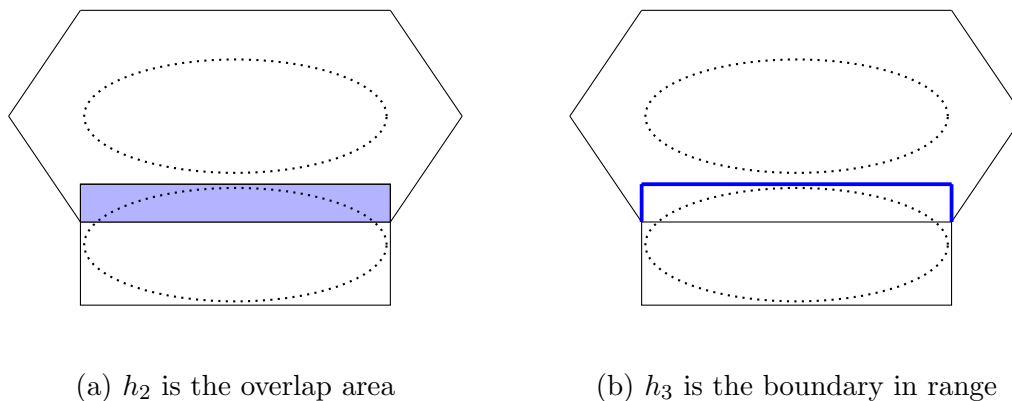 (a) h₂ is the overlap area
(b) h₃ is the boundary in range